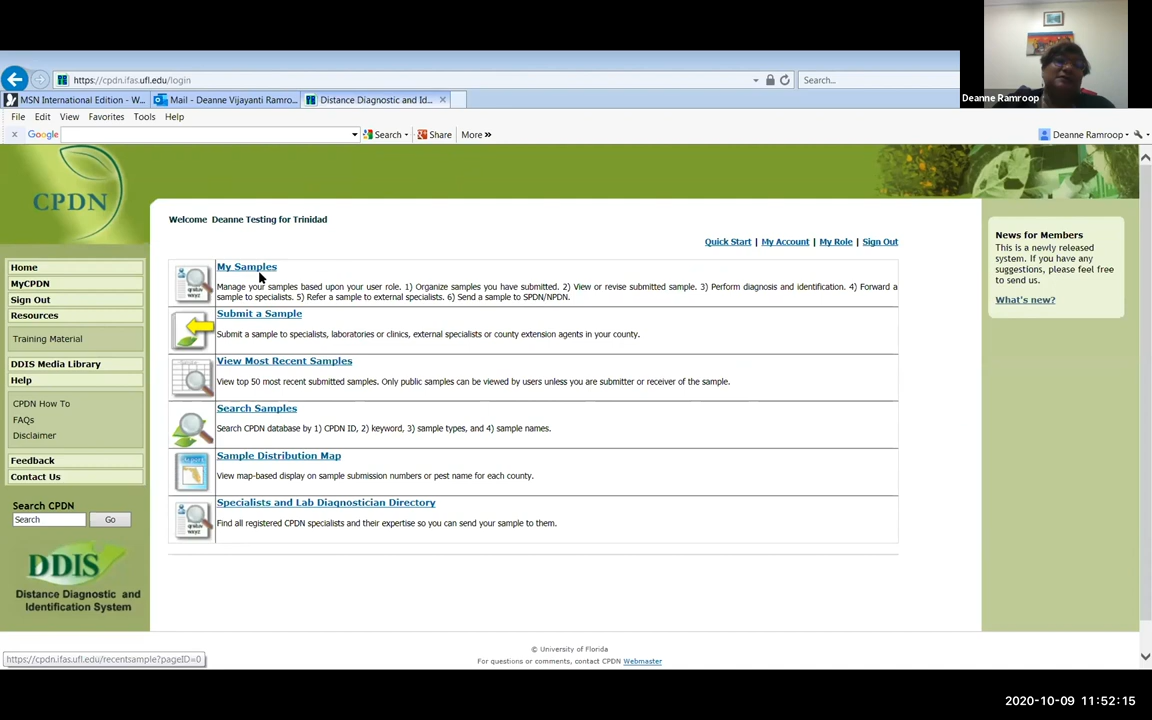 Deanne Ramroop
https://cpdn.ifas.ufl.edu/login
Search...
MSN International Edition - W...
Mail - Deanne Vijayanti Ramro...
Distance Diagnostic and Id...
File Edit View Favorites Tools Help
x Google Search Share More »
Deanne Ramroop
CPDN
Welcome Deanne Testing for Trinidad
Quick Start | My Account | My Role | Sign Out
News for Members
This is a newly released
system. If you have any
suggestions, please feel free
to send us.
What's new?
Home
MyCPDN
Sign Out
Resources
Training Material
DDIS Media Library
Help
CPDN How To
FAQs
Disclaimer
Feedback
Contact Us
Search CPDN
Search Go
DDIS
Distance Diagnostic and
Identification System
My Samples
Manage your samples based upon your user role. 1) Organize samples you have submitted. 2) View or revise submitted sample. 3) Perform diagnosis and identification. 4) Forward a
sample to specialists. 5) Refer a sample to external specialists. 6) Send a sample to SPDN/NPDN.
Submit a Sample
Submit a sample to specialists, laboratories or clinics, external specialists or county extension agents in your county.
View Most Recent Samples
View top 50 most recent submitted samples. Only public samples can be viewed by users unless you are submitter or receiver of the sample.
Search Samples
Search CPDN database by 1) CPDN ID, 2) keyword, 3) sample types, and 4) sample names.
Sample Distribution Map
View map-based display on sample submission numbers or pest name for each county.
Specialists and Lab Diagnostician Directory
Find all registered CPDN specialists and their expertise so you can send your sample to them.
© University of Florida
For questions or comments, contact CPDN Webmaster
https://cpdn.ifas.ufl.edu/recentsample?pageID=0
2020-10-09 11:52:15